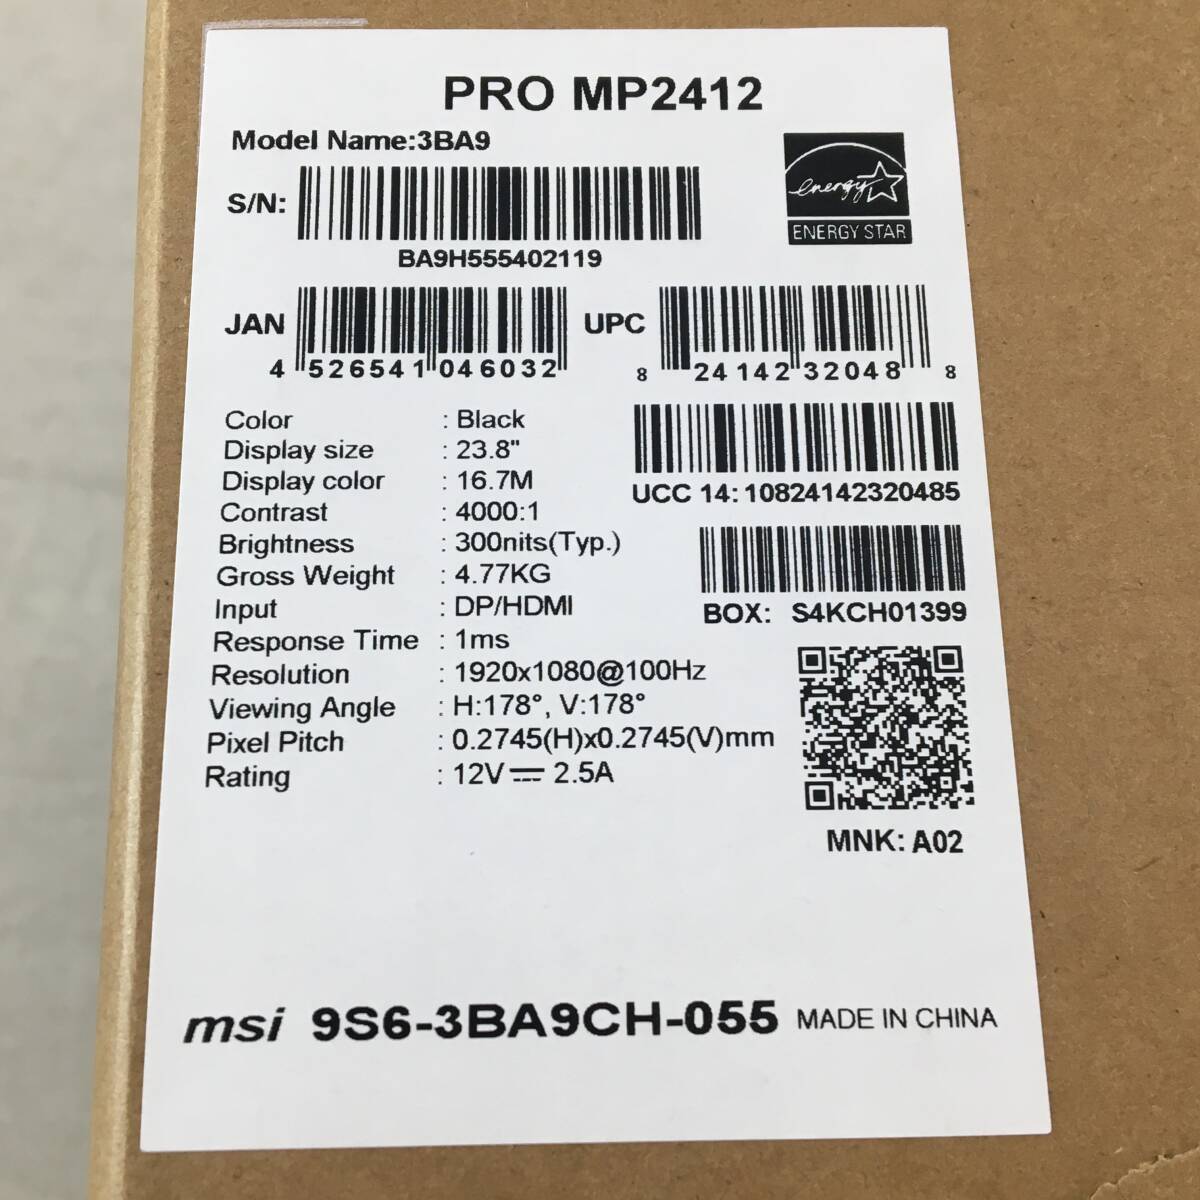 PRO MP2412
Model Name:3BA9
energy
ENERGY STAR
S/N:
BA9H555402119
JAN
4 526541 046032
UPC
8 24142 32048 8
Color : Black
Display size : 23.8"
Display color : 16.7M
Contrast : 4000:1
Brightness : 300nits(Typ.)
Gross Weight : 4.77KG
Input : DP/HDMI
Response Time : 1ms
Resolution : 1920x1080@100Hz
Viewing Angle : H:178°, V:178°
Pixel Pitch : 0.2745(H)x0.2745(V)mm
Rating : 12V⎓ 2.5A
UCC 14: 10824142320485
BOX: S4KCH01399
MNK: A02
msi 9S6-3BA9CH-055 MADE IN CHINA